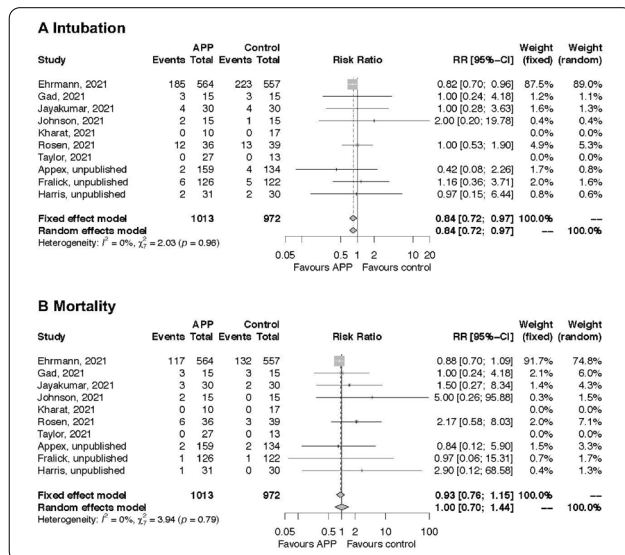 A Intubation
APP Control Weight Weight
Study Events Total Events Total Risk Ratio RR [95%-CI] (fixed) (random)
Ehrmann, 2021 185 564 223 557 0.82 [0.70; 0.96] 87.5% 89.0%
Gad, 2021 3 15 3 15 1.00 [0.24; 4.18] 1.2% 1.1%
Jayakumar, 2021 4 30 4 30 1.00 [0.28; 3.63] 1.6% 1.3%
Johnson, 2021 2 15 1 15 2.00 [0.20; 19.78] 0.4% 0.4%
Kharat, 2021 0 10 0 17 0.0% 0.0%
Rosen, 2021 12 36 13 39 1.00 [0.53; 1.90] 4.9% 5.3%
Taylor, 2021 0 27 0 13 0.0% 0.0%
Appex, unpublished 2 159 4 134 0.42 [0.08; 2.26] 1.7% 0.8%
Fralick, unpublished 6 126 5 122 1.16 [0.36; 3.71] 2.0% 1.6%
Harris, unpublished 2 31 2 30 0.97 [0.15; 6.44] 0.8% 0.6%
Fixed effect model 1013 972 0.84 [0.72; 0.97] 100.0% --
Random effects model 0.84 [0.72; 0.97] -- 100.0%
Heterogeneity: I² = 0%, χ²₇ = 2.03 (p = 0.96)
0.05 0.5 1 2 10 20
Favours APP Favours control
B Mortality
APP Control Weight Weight
Study Events Total Events Total Risk Ratio RR [95%-CI] (fixed) (random)
Ehrmann, 2021 117 564 132 557 0.88 [0.70; 1.09] 91.7% 74.8%
Gad, 2021 3 15 3 15 1.00 [0.24; 4.18] 2.1% 6.0%
Jayakumar, 2021 3 30 2 30 1.50 [0.27; 8.34] 1.4% 4.3%
Johnson, 2021 2 15 0 15 5.00 [0.26; 95.88] 0.3% 1.5%
Kharat, 2021 0 10 0 17 0.0% 0.0%
Rosen, 2021 6 36 3 39 2.17 [0.58; 8.03] 2.0% 7.1%
Taylor, 2021 0 27 0 13 0.0% 0.0%
Appex, unpublished 2 159 2 134 0.84 [0.12; 5.90] 1.5% 3.3%
Fralick, unpublished 1 126 1 122 0.97 [0.06; 15.31] 0.7% 1.7%
Harris, unpublished 1 31 0 30 2.90 [0.12; 68.58] 0.4% 1.3%
Fixed effect model 1013 972 0.93 [0.76; 1.15] 100.0% --
Random effects model 1.00 [0.70; 1.44] -- 100.0%
Heterogeneity: I² = 0%, χ²₇ = 3.94 (p = 0.79)
0.05 0.5 1 2 10 100
Favours APP Favours control